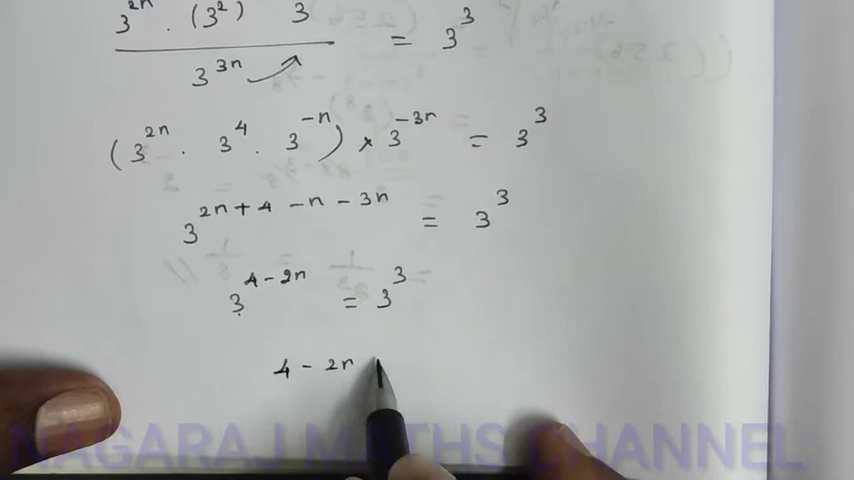 3^{2n} . (3^2) 3 / 3^{3n} = 3^3
(3^{2n} . 3^4 . 3^{-n}) × 3^{-3n} = 3^3
3^{2n + 4 - n - 3n} = 3^3
3^{4 - 2n} = 3^3
4 - 2n
NAGARAJ MATHS CHANNEL